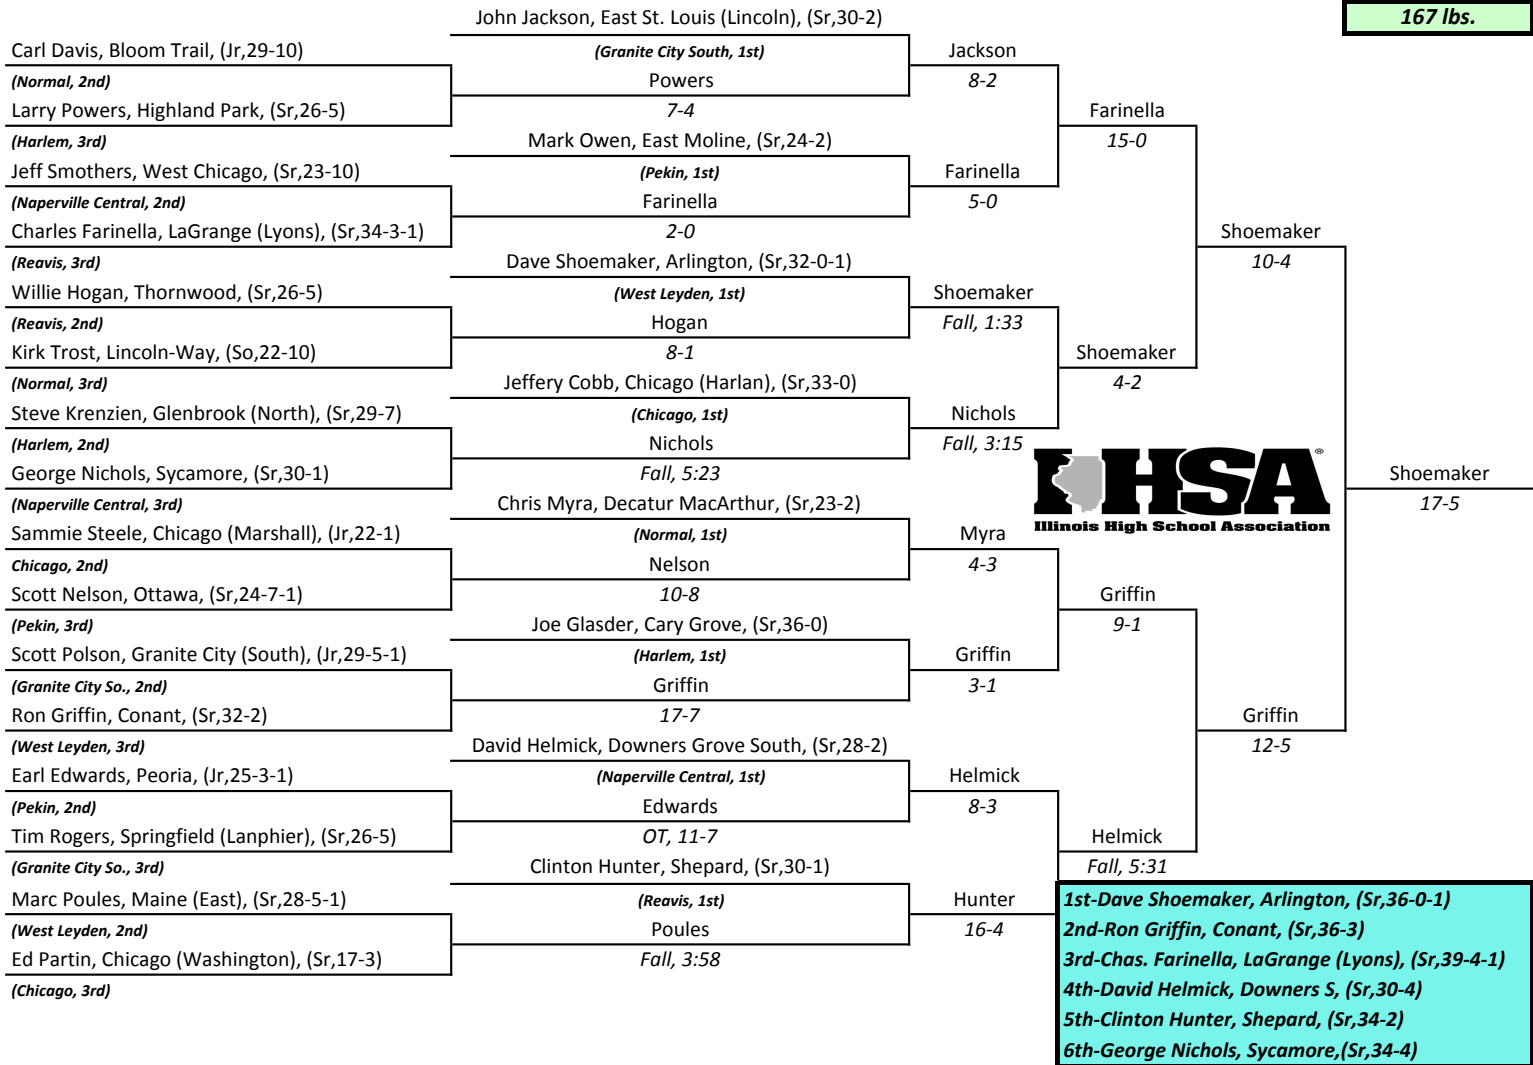 John Jackson, East St. Louis (Lincoln), (Sr,30-2)
167 lbs.
Carl Davis, Bloom Trail, (Jr,29-10)
(Granite City South, 1st)
Jackson
(Normal, 2nd)
Powers
8-2
Larry Powers, Highland Park, (Sr,26-5)
7-4
Farinella
(Harlem, 3rd)
Mark Owen, East Moline, (Sr,24-2)
15-0
Jeff Smothers, West Chicago, (Sr,23-10)
(Pekin, 1st)
Farinella
(Naperville Central, 2nd)
Farinella
5-0
Charles Farinella, LaGrange (Lyons), (Sr,34-3-1)
2-0
Shoemaker
(Reavis, 3rd)
Dave Shoemaker, Arlington, (Sr,32-0-1)
10-4
Willie Hogan, Thornwood, (Sr,26-5)
(West Leyden, 1st)
Shoemaker
(Reavis, 2nd)
Hogan
Fall, 1:33
Kirk Trost, Lincoln-Way, (So,22-10)
8-1
Shoemaker
(Normal, 3rd)
Jeffery Cobb, Chicago (Harlan), (Sr,33-0)
4-2
Steve Krenzien, Glenbrook (North), (Sr,29-7)
(Chicago, 1st)
Nichols
(Harlem, 2nd)
Nichols
Fall, 3:15
George Nichols, Sycamore, (Sr,30-1)
Fall, 5:23
IHSA®
Shoemaker
(Naperville Central, 3rd)
Chris Myra, Decatur MacArthur, (Sr,23-2)
17-5
Illinois High School Association
Sammie Steele, Chicago (Marshall), (Jr,22-1)
(Normal, 1st)
Myra
Chicago, 2nd)
Nelson
4-3
Scott Nelson, Ottawa, (Sr,24-7-1)
10-8
Griffin
(Pekin, 3rd)
Joe Glasder, Cary Grove, (Sr,36-0)
9-1
Scott Polson, Granite City (South), (Jr,29-5-1)
(Harlem, 1st)
Griffin
(Granite City So., 2nd)
Griffin
3-1
Ron Griffin, Conant, (Sr,32-2)
17-7
Griffin
(West Leyden, 3rd)
David Helmick, Downers Grove South, (Sr,28-2)
12-5
Earl Edwards, Peoria, (Jr,25-3-1)
(Naperville Central, 1st)
Helmick
(Pekin, 2nd)
Edwards
8-3
Tim Rogers, Springfield (Lanphier), (Sr,26-5)
OT, 11-7
Helmick
(Granite City So., 3rd)
Clinton Hunter, Shepard, (Sr,30-1)
Fall, 5:31
Marc Poules, Maine (East), (Sr,28-5-1)
(Reavis, 1st)
Hunter
1st-Dave Shoemaker, Arlington, (Sr,36-0-1)
(West Leyden, 2nd)
Poules
16-4
2nd-Ron Griffin, Conant, (Sr,36-3)
Ed Partin, Chicago (Washington), (Sr,17-3)
Fall, 3:58
3rd-Chas. Farinella, LaGrange (Lyons), (Sr,39-4-1)
(Chicago, 3rd)
4th-David Helmick, Downers S, (Sr,30-4)
5th-Clinton Hunter, Shepard, (Sr,34-2)
6th-George Nichols, Sycamore,(Sr,34-4)